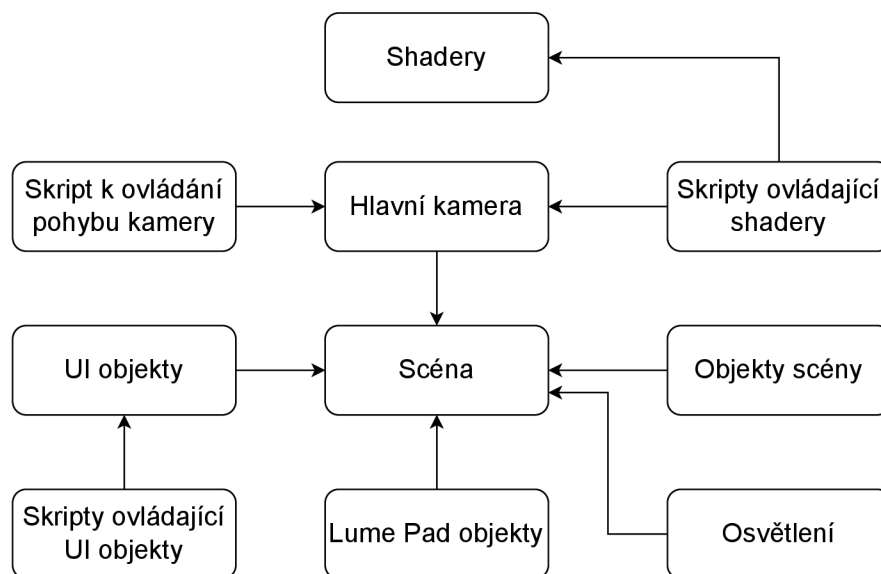 Shadery
Skript k ovládání
pohybu kamery
Hlavní kamera
Skripty ovládající
shadery
UI objekty
Scéna
Objekty scény
Skripty ovládající
UI objekty
Lume Pad objekty
Osvětlení